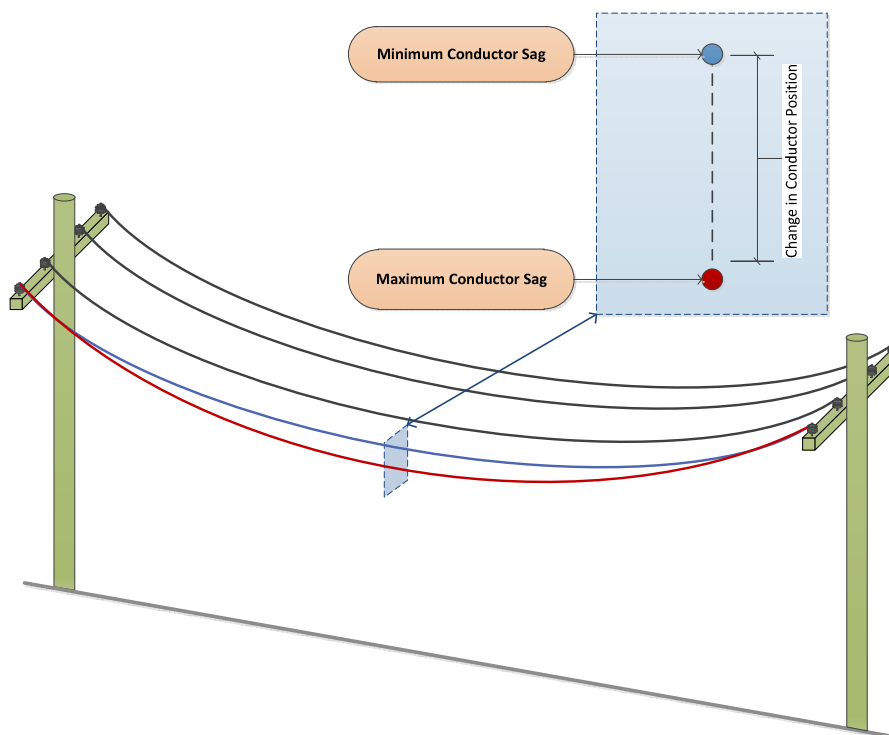 Minimum Conductor Sag
Change in Conductor Position
Maximum Conductor Sag